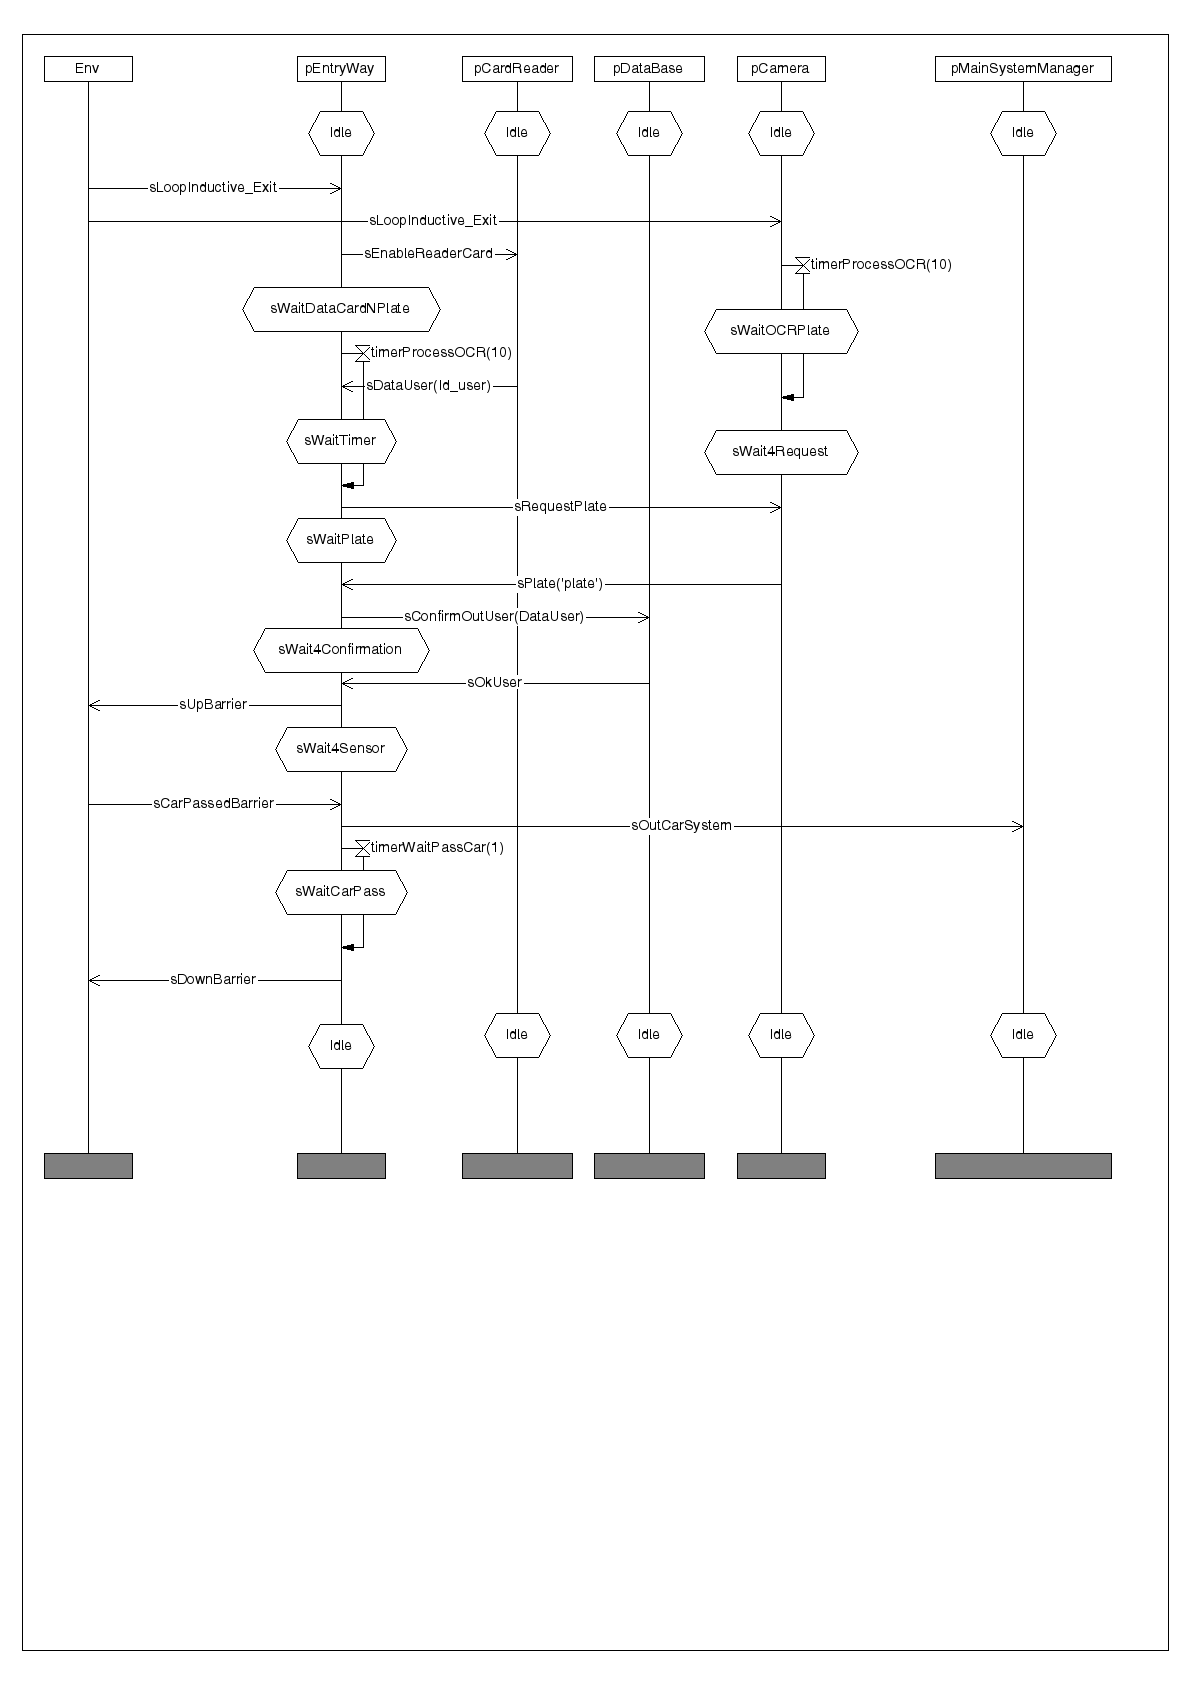 Env
pEntryWay
pCardReader
pDataBase
pCamera
pMainSystemManager
Idle
Idle
Idle
Idle
Idle
sLoopInductive_Exit
sLoopInductive_Exit
sEnableReaderCard
timerProcessOCR(10)
sWaitDataCardNPlate
sWaitOCRPlate
timerProcessOCR(10)
sDataUser(Id_user)
sWaitTimer
sWait4Request
sRequestPlate
sWaitPlate
sPlate('plate')
sConfirmOutUser(DataUser)
sWait4Confirmation
sOkUser
sUpBarrier
sWait4Sensor
sCarPassedBarrier
sOutCarSystem
timerWaitPassCar(1)
sWaitCarPass
sDownBarrier
Idle
Idle
Idle
Idle
Idle